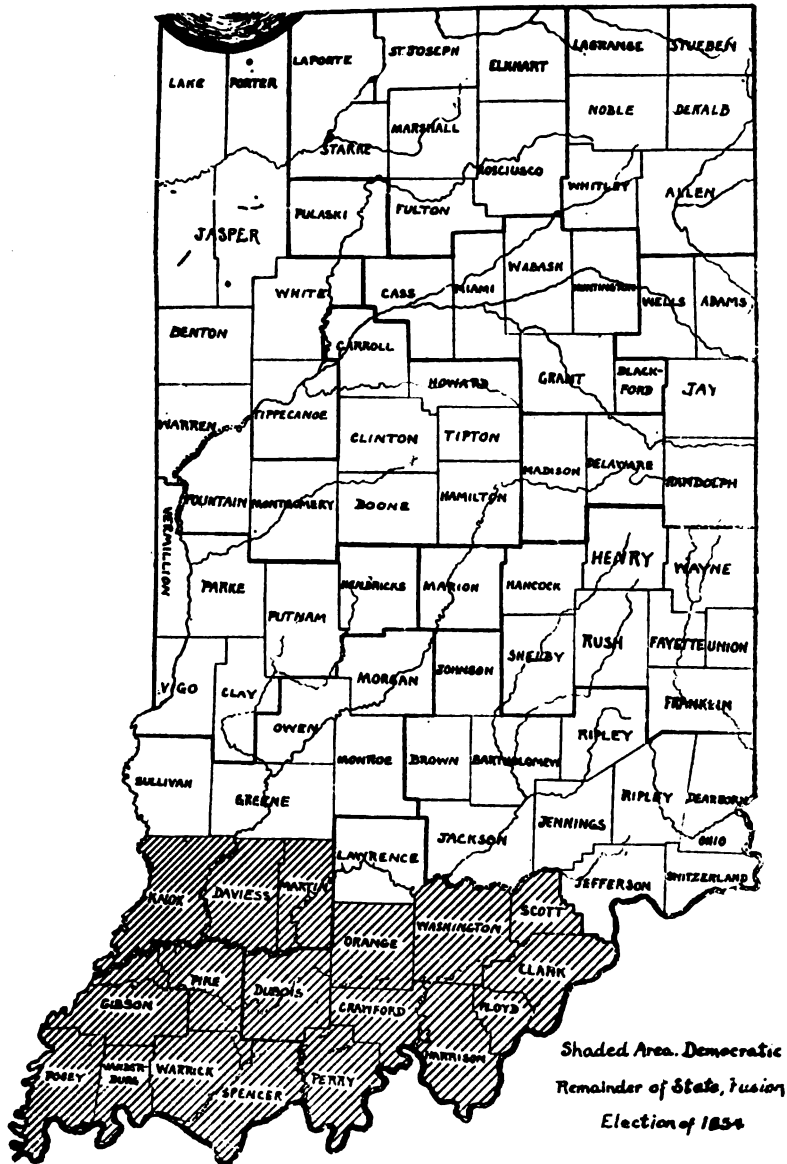 LAKE
PORTER
LAPORTE
ST. JOSEPH
ELKHART
LAGRANGE
STUEBEN
NOBLE
DEKALB
MARSHALL
STARKE
KOSCIUSCO
WHITLEY
ALLEN
JASPER
PULASKI
FULTON
WHITE
CASS
MIAMI
WABASH
HUNTINGTON
WELLS
ADAMS
BENTON
CARROLL
HOWARD
GRANT
BLACK-
FORD
JAY
WARREN
TIPPECANOE
CLINTON
TIPTON
MADISON
DELAWARE
RANDOLPH
FOUNTAIN
MONTGOMERY
BOONE
HAMILTON
VERMILLION
PARKE
PUTNAM
HENDRICKS
MARION
HANCOCK
HENRY
WAYNE
RUSH
FAYETTE
UNION
SHELBY
VIGO
CLAY
MORGAN
JOHNSON
FRANKLIN
OWEN
MONROE
BROWN
BARTHOLOMEW
RIPLEY
SULLIVAN
GREENE
RIPLEY
DEARBORN
JENNINGS
OHIO
JACKSON
LAWRENCE
JEFFERSON
SWITZERLAND
KNOX
DAVIESS
MARTIN
ORANGE
WASHINGTON
SCOTT
CLARK
PIKE
DUBOIS
CRAWFORD
FLOYD
GIBSON
HARRISON
POSEY
VANDER-
BURG
WARRICK
SPENCER
PERRY
Shaded Area. Democratic
Remainder of State, Fusion
Election of 1854